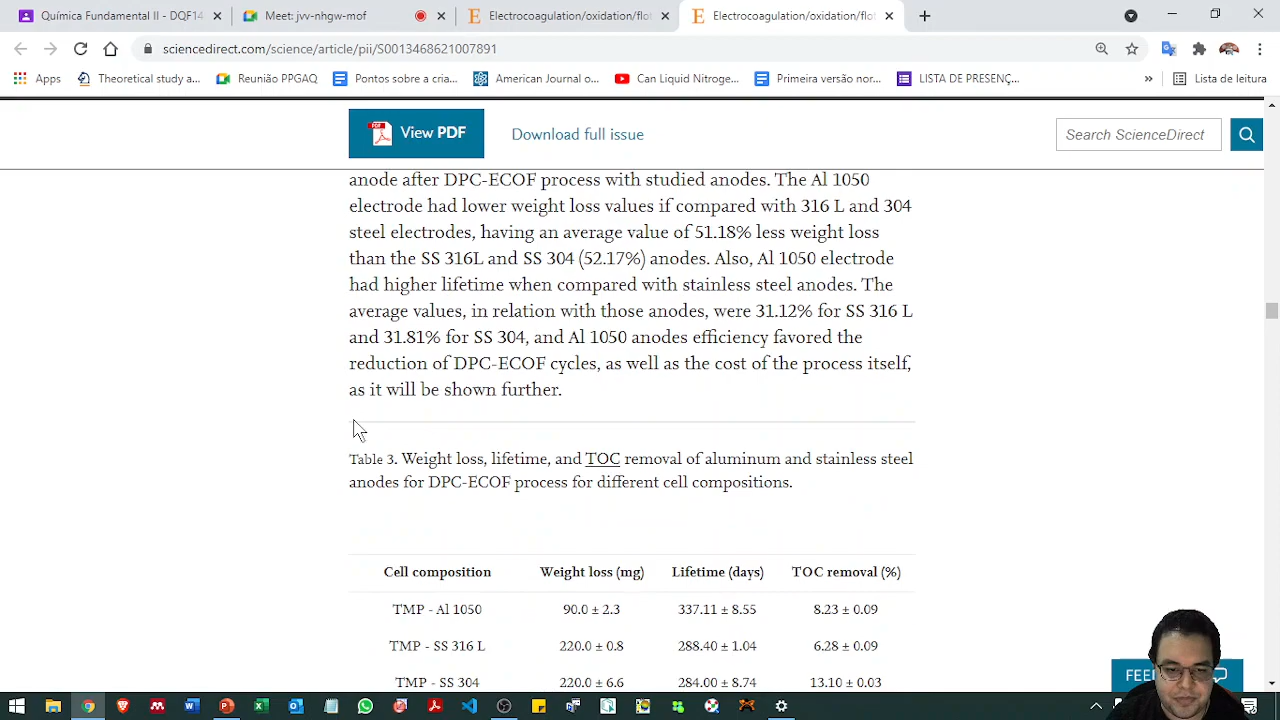 Química Fundamental II - DQF14
Meet: jvv-nhgw-mof
Electrocoagulation/oxidation/flot
Electrocoagulation/oxidation/flot
sciencedirect.com/science/article/pii/S0013468621007891
Apps
Theoretical study a...
Reunião PPGAQ
Pontos sobre a cria...
American Journal o...
Can Liquid Nitroge...
Primeira versão nor...
LISTA DE PRESENÇ...
»
Lista de leitura
View PDF
Download full issue
Search ScienceDirect
anode after DPC-ECOF process with studied anodes. The Al 1050
electrode had lower weight loss values if compared with 316 L and 304
steel electrodes, having an average value of 51.18% less weight loss
than the SS 316L and SS 304 (52.17%) anodes. Also, Al 1050 electrode
had higher lifetime when compared with stainless steel anodes. The
average values, in relation with those anodes, were 31.12% for SS 316 L
and 31.81% for SS 304, and Al 1050 anodes efficiency favored the
reduction of DPC-ECOF cycles, as well as the cost of the process itself,
as it will be shown further.
Table 3. Weight loss, lifetime, and TOC removal of aluminum and stainless steel
anodes for DPC-ECOF process for different cell compositions.
Cell composition Weight loss (mg) Lifetime (days) TOC removal (%)
TMP - Al 1050 90.0 ± 2.3 337.11 ± 8.55 8.23 ± 0.09
TMP - SS 316 L 220.0 ± 0.8 288.40 ± 1.04 6.28 ± 0.09
TMP - SS 304 220.0 ± 6.6 284.00 ± 8.74 13.10 ± 0.03